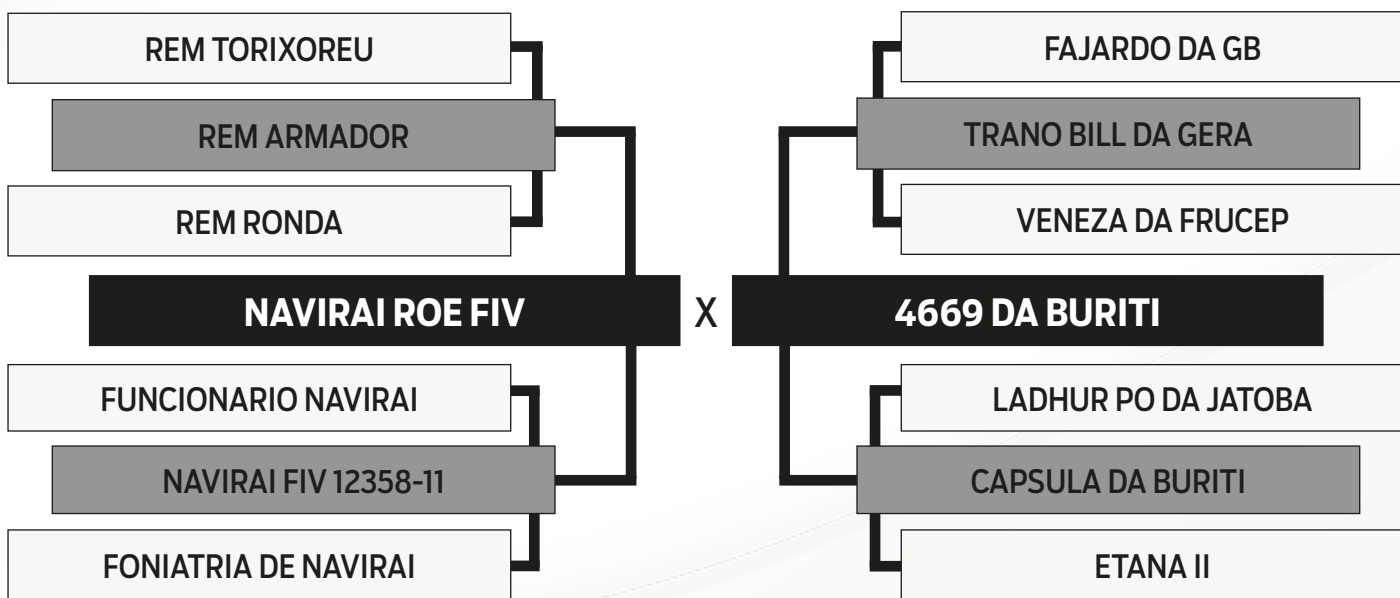 REM TORIXOREU
REM ARMADOR
REM RONDA
NAVIRAI ROE FIV
FUNCIONARIO NAVIRAI
NAVIRAI FIV 12358-11
FONIATRIA DE NAVIRAI
X
FAJARDO DA GB
TRANO BILL DA GERA
VENEZA DA FRUCEP
4669 DA BURITI
LADHUR PO DA JATOBA
CAPSULA DA BURITI
ETANA II